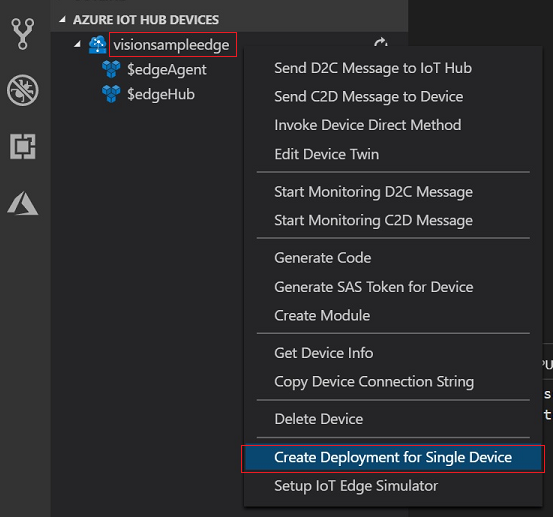 AZURE IOT HUB DEVICES
visionsampleedge
$edgeAgent
$edgeHub
Send D2C Message to IoT Hub
Send C2D Message to Device
Invoke Device Direct Method
Edit Device Twin
Start Monitoring D2C Message
Start Monitoring C2D Message
Generate Code
Generate SAS Token for Device
Create Module
Get Device Info
Copy Device Connection String
Delete Device
Create Deployment for Single Device
Setup IoT Edge Simulator